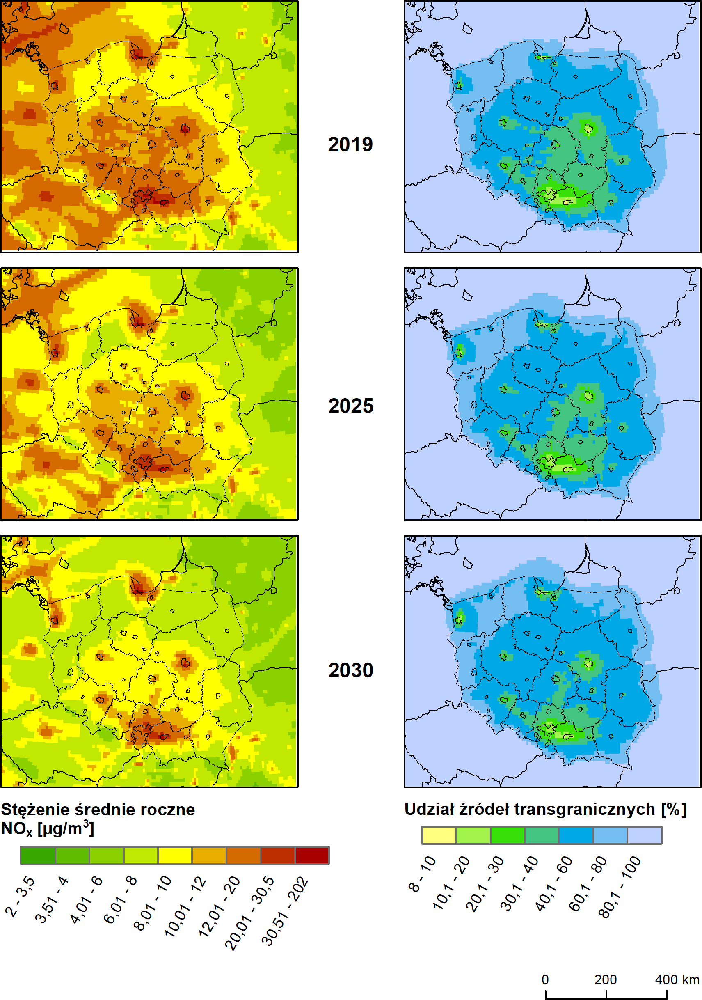 2019
2025
2030
Stężenie średnie roczne
NOx [µg/m³]
2 - 3,5
3,51 - 4
4,01 - 6
6,01 - 8
8,01 - 10
10,01 - 12
12,01 - 20
20,01 - 30,5
30,51 - 202
Udział źródeł transgranicznych [%]
8 - 10
10,1 - 20
20,1 - 30
30,1 - 40
40,1 - 60
60,1 - 80
80,1 - 100
0 200 400 km